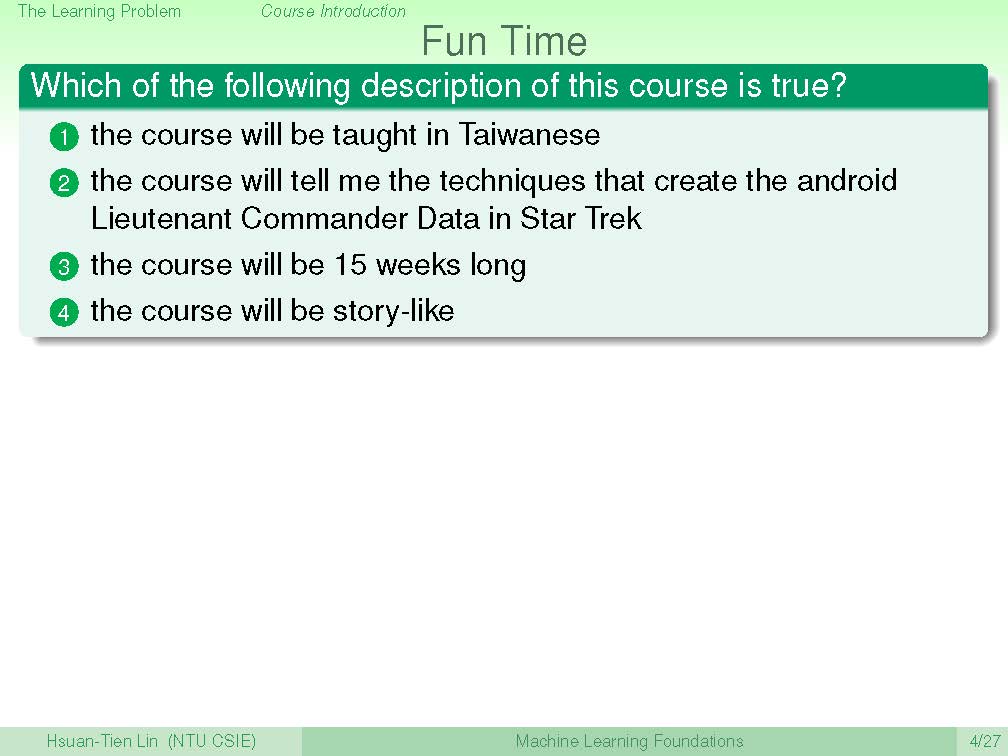 The Learning Problem Course Introduction
Fun Time
Which of the following description of this course is true?
1 the course will be taught in Taiwanese
2 the course will tell me the techniques that create the android
Lieutenant Commander Data in Star Trek
3 the course will be 15 weeks long
4 the course will be story-like
Hsuan-Tien Lin (NTU CSIE) Machine Learning Foundations 4/27